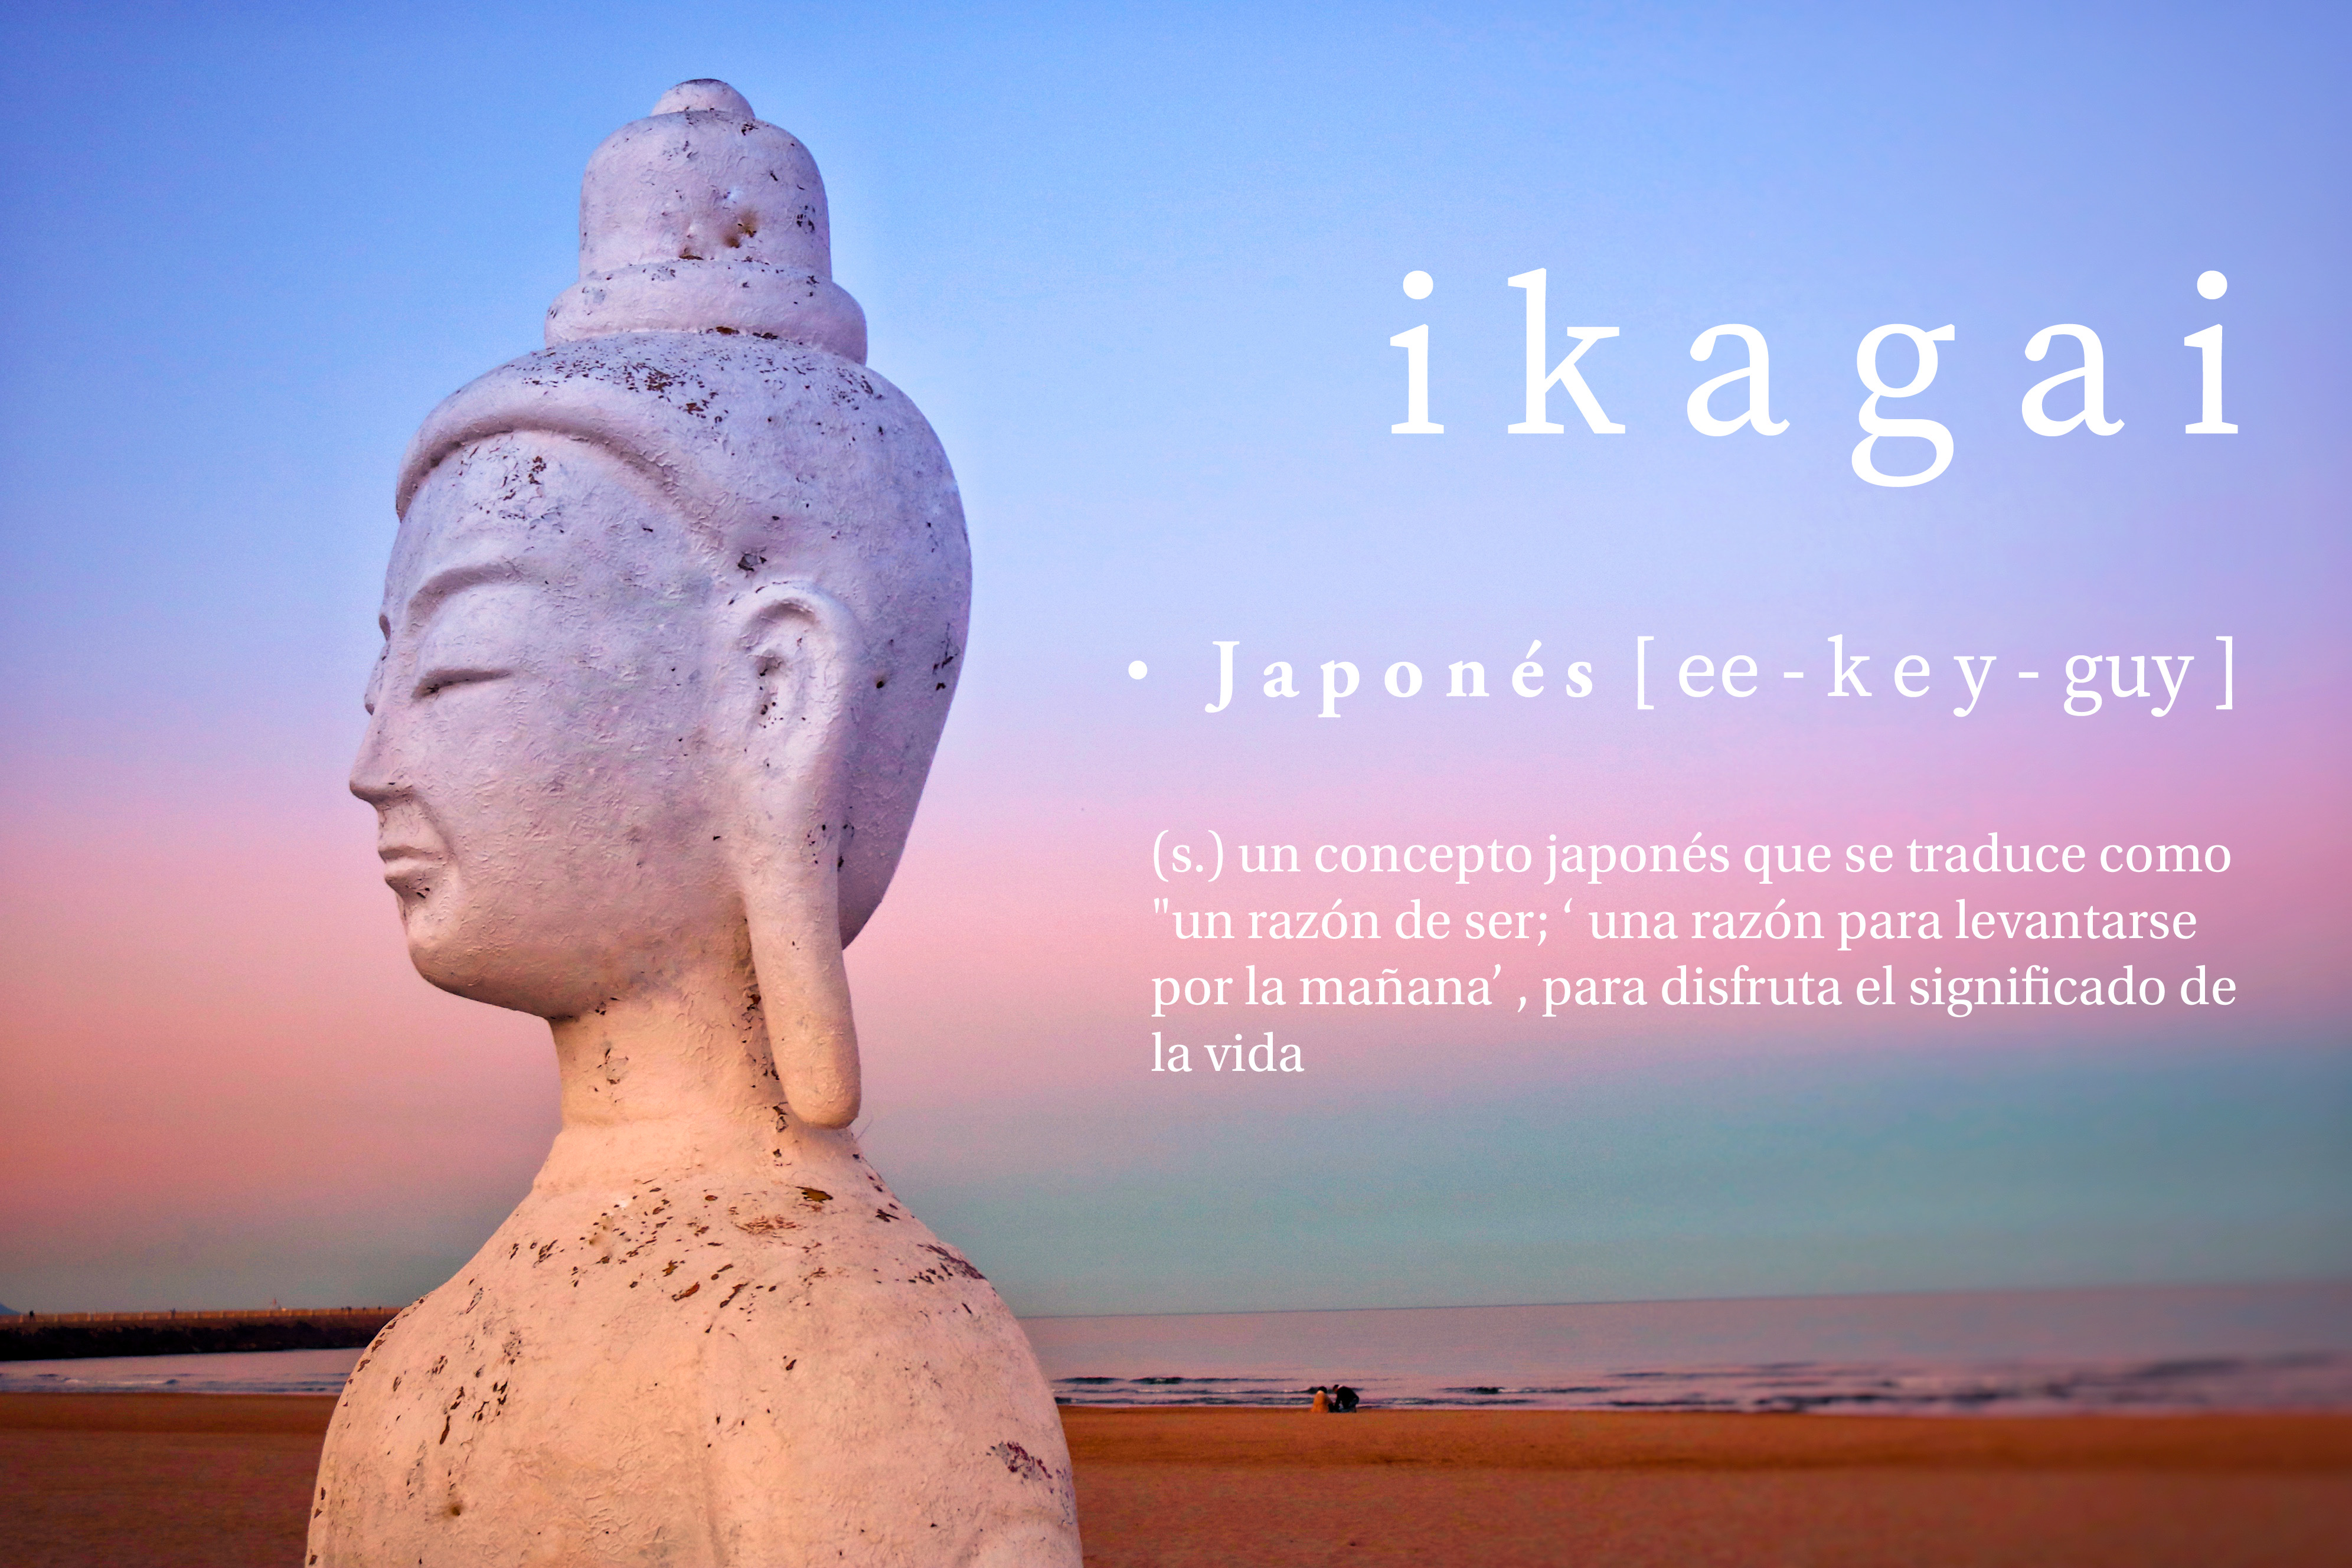 ikagai
• Japonés [ee-key-guy]
(s.) un concepto japonés que se traduce como
"un razón de ser; ‘ una razón para levantarse
por la mañana’ , para disfruta el significado de
la vida